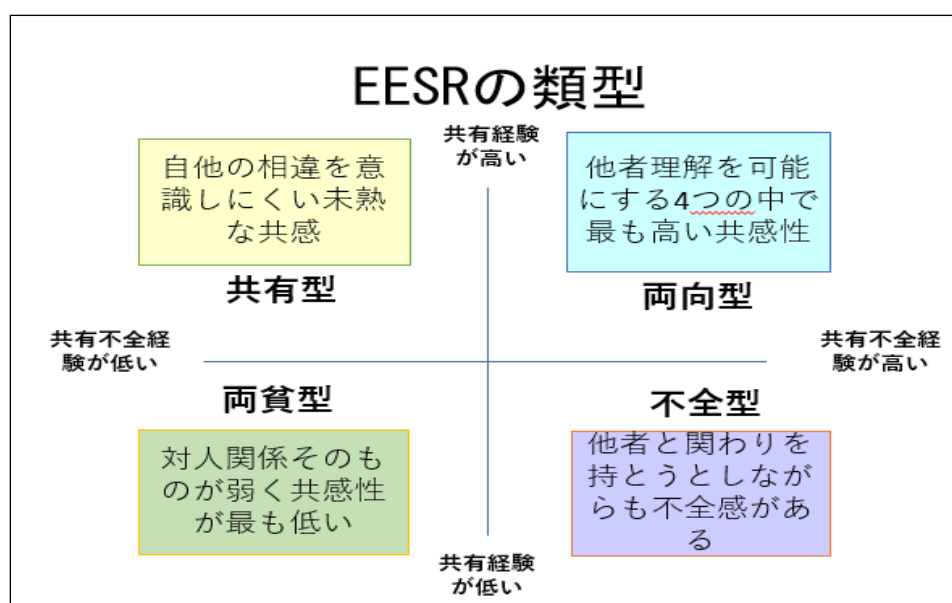 EESRの類型
共有経験
が高い
自他の相違を意
識しにくい未熟
な共感
他者理解を可能
にする4つの中で
最も高い共感性
共有型
両向型
共有不全経
験が低い
共有不全経
験が高い
両貧型
不全型
対人関係そのも
のが弱く共感性
が最も低い
他者と関わりを
持とうとしなが
らも不全感があ
る
共有経験
が低い